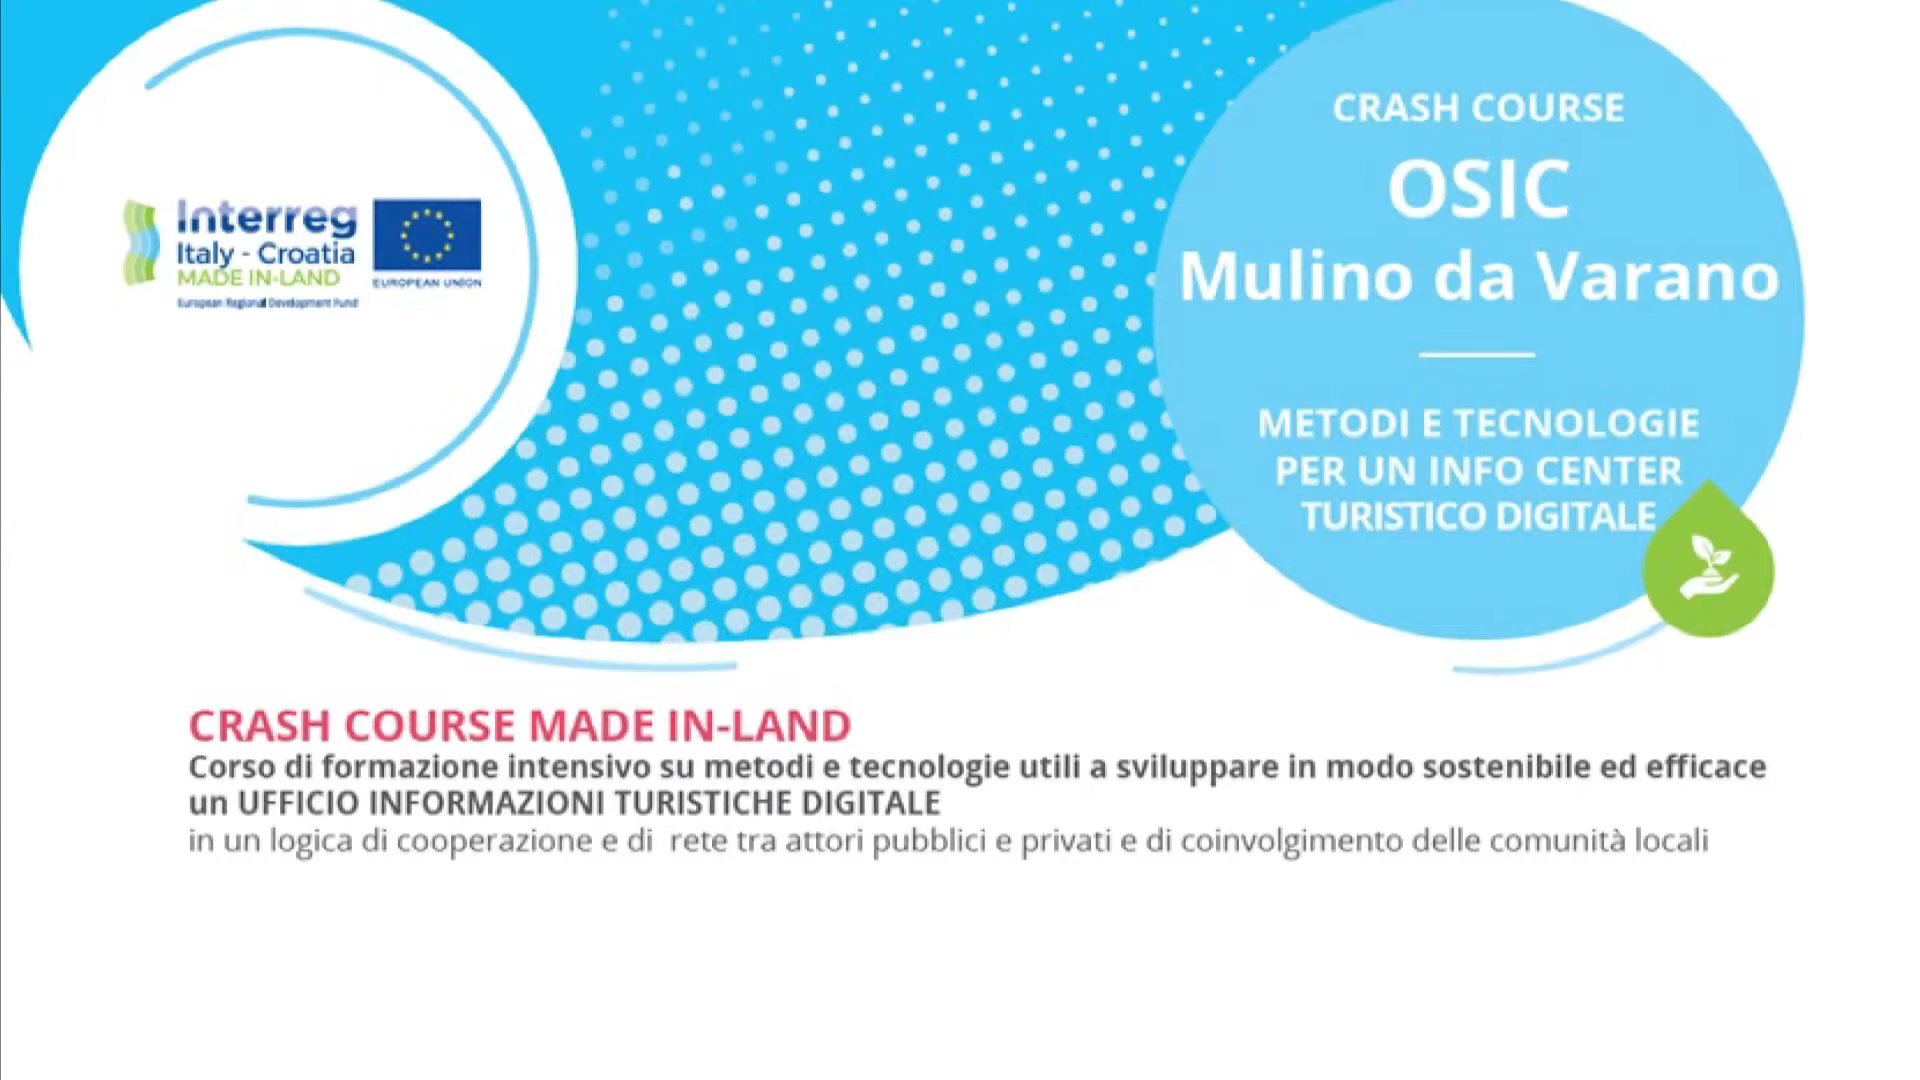 Interreg
Italy - Croatia
MADE IN-LAND
European Regional Development Fund
EUROPEAN UNION
CRASH COURSE
OSIC
Mulino da Varano
METODI E TECNOLOGIE
PER UN INFO CENTER
TURISTICO DIGITALE
CRASH COURSE MADE IN-LAND
Corso di formazione intensivo su metodi e tecnologie utili a sviluppare in modo sostenibile ed efficace
un UFFICIO INFORMAZIONI TURISTICHE DIGITALE
in un logica di cooperazione e di  rete tra attori pubblici e privati e di coinvolgimento delle comunità locali